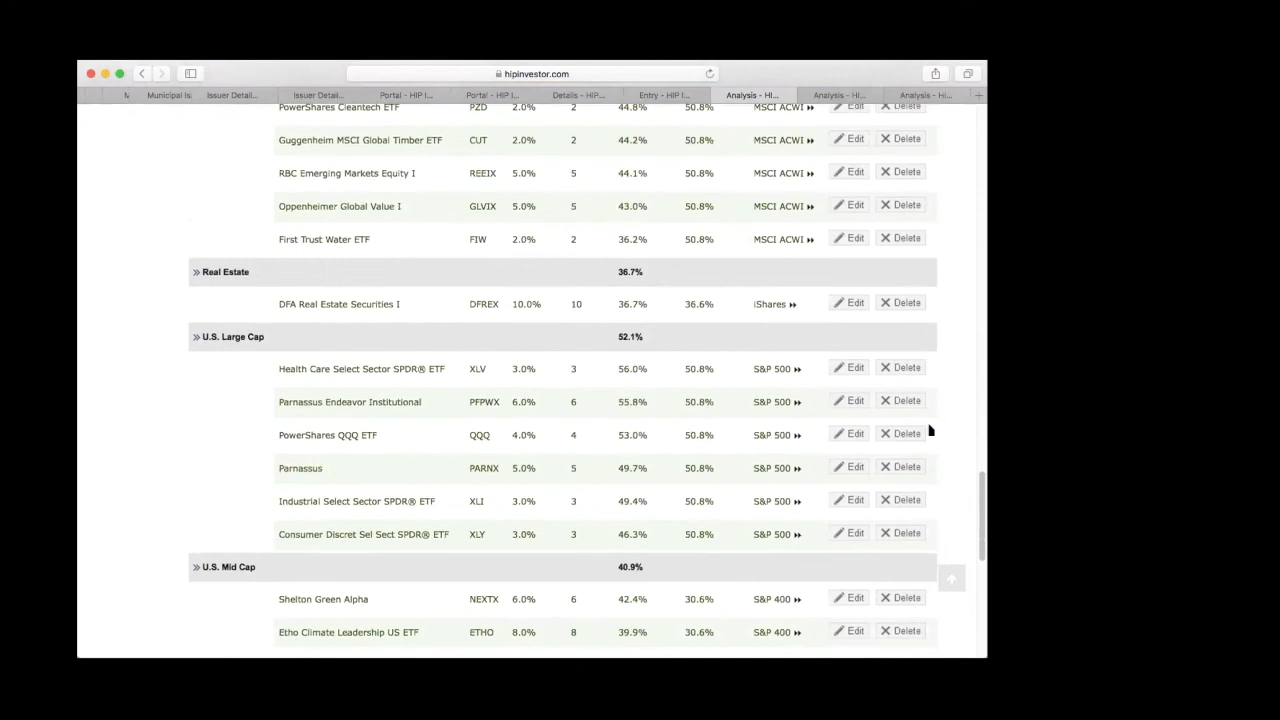 hipinvestor.com
M Municipal Is Issuer Detail... Issuer Detai... Portal - HIP I... Portal - HIP I... Details - HIP... Entry - HIP I... Analysis - HI... Analysis - HI... Analysis - Hi... +
PowerShares Cleantech ETF PZD 2.0% 2 44.8% 50.8% MSCI ACWI Edit Delete
Guggenheim MSCI Global Timber ETF CUT 2.0% 2 44.2% 50.8% MSCI ACWI Edit Delete
RBC Emerging Markets Equity I REEIX 5.0% 5 44.1% 50.8% MSCI ACWI Edit Delete
Oppenheimer Global Value I GLVIX 5.0% 5 43.0% 50.8% MSCI ACWI Edit Delete
First Trust Water ETF FIW 2.0% 2 36.2% 50.8% MSCI ACWI Edit Delete
» Real Estate 36.7%
DFA Real Estate Securities I DFREX 10.0% 10 36.7% 36.6% iShares Edit Delete
» U.S. Large Cap 52.1%
Health Care Select Sector SPDR® ETF XLV 3.0% 3 56.0% 50.8% S&P 500 Edit Delete
Parnassus Endeavor Institutional PFPWX 6.0% 6 55.8% 50.8% S&P 500 Edit Delete
PowerShares QQQ ETF QQQ 4.0% 4 53.0% 50.8% S&P 500 Edit Delete
Parnassus PARNX 5.0% 5 49.7% 50.8% S&P 500 Edit Delete
Industrial Select Sector SPDR® ETF XLI 3.0% 3 49.4% 50.8% S&P 500 Edit Delete
Consumer Discret Sel Sect SPDR® ETF XLY 3.0% 3 46.3% 50.8% S&P 500 Edit Delete
» U.S. Mid Cap 40.9%
Shelton Green Alpha NEXTX 6.0% 6 42.4% 30.6% S&P 400 Edit Delete
Etho Climate Leadership US ETF ETHO 8.0% 8 39.9% 30.6% S&P 400 Edit Delete